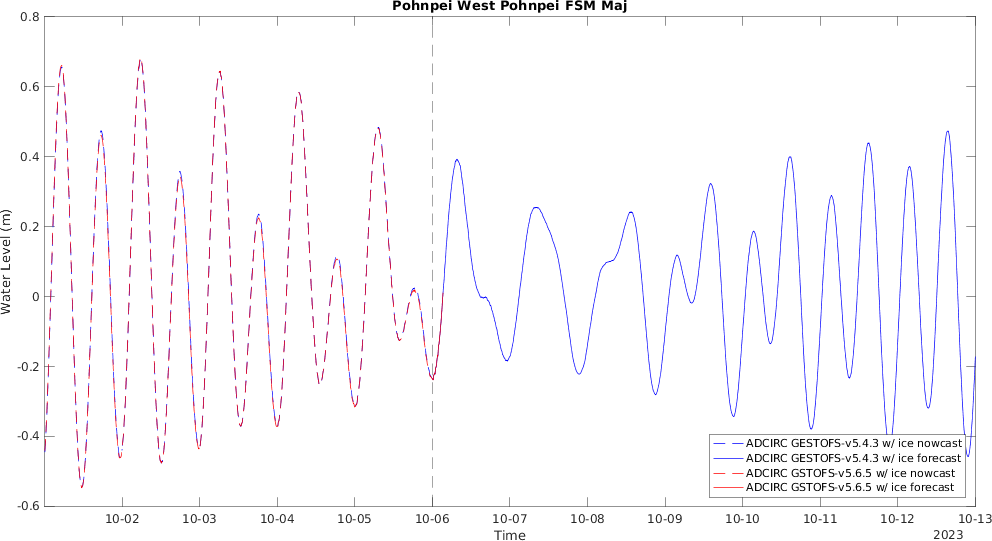 Pohnpei West Pohnpei FSM Maj
0.8
0.6
0.4
0.2
0
-0.2
-0.4
-0.6
Water Level (m)
ADCIRC GESTOFS-v5.4.3 w/ ice nowcast
ADCIRC GESTOFS-v5.4.3 w/ ice forecast
ADCIRC GSTOFS-v5.6.5 w/ ice nowcast
ADCIRC GSTOFS-v5.6.5 w/ ice forecast
10-02 10-03 10-04 10-05 10-06 10-07 10-08 10-09 10-10 10-11 10-12 10-13
Time
2023